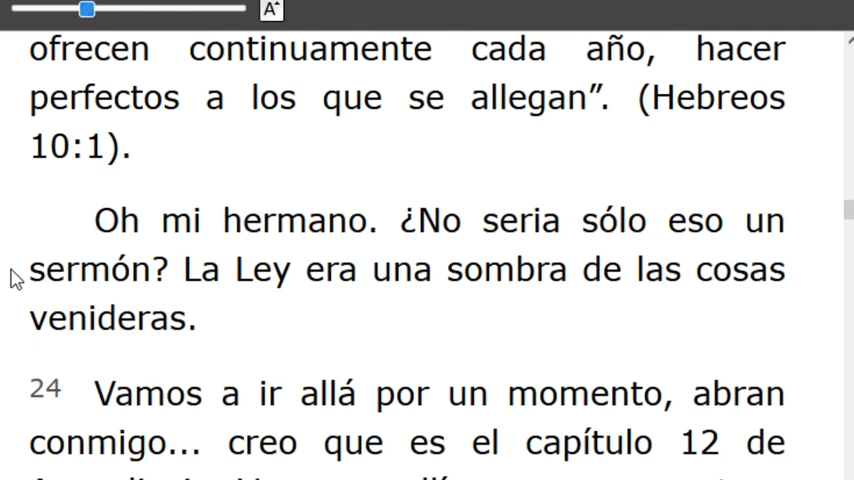 A
ofrecen continuamente cada año, hacer
perfectos a los que se allegan”. (Hebreos
10:1).
Oh mi hermano. ¿No seria sólo eso un
sermón? La Ley era una sombra de las cosas
venideras.
24 Vamos a ir allá por un momento, abran
conmigo... creo que es el capítulo 12 de